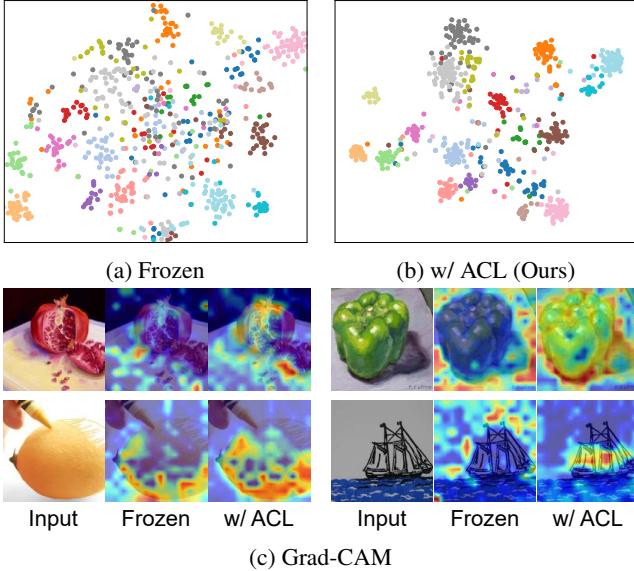 (a) Frozen
(b) w/ ACL (Ours)
Input
Frozen
w/ ACL
Input
Frozen
w/ ACL
(c) Grad-CAM